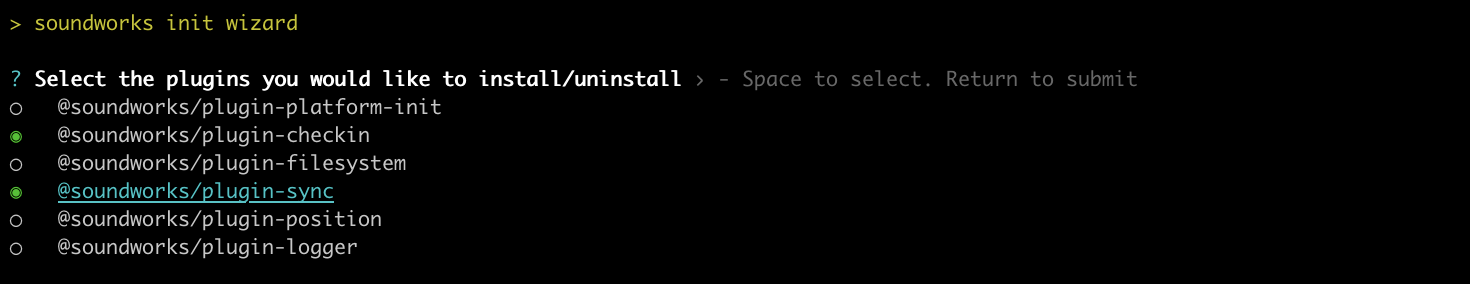 > soundworks init wizard
? Select the plugins you would like to install/uninstall › - Space to select. Return to submit
◯ @soundworks/plugin-platform-init
◉ @soundworks/plugin-checkin
◯ @soundworks/plugin-filesystem
◉ @soundworks/plugin-sync
◯ @soundworks/plugin-position
◯ @soundworks/plugin-logger